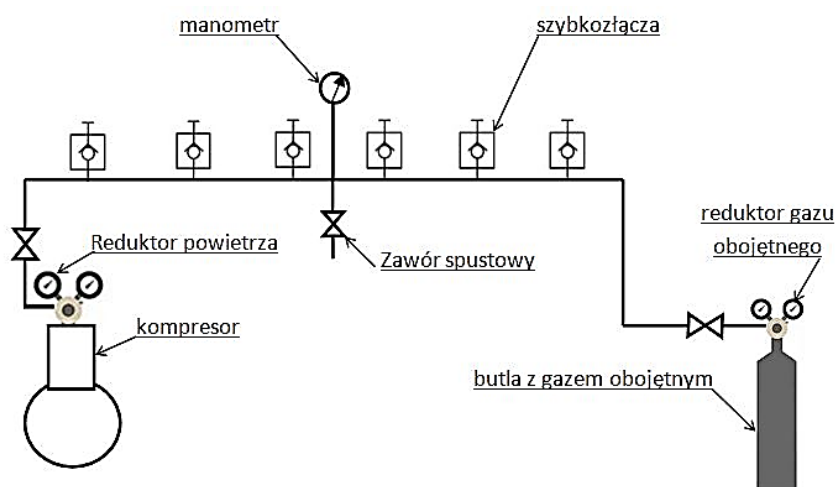 manometr
szybkozłącza
reduktor gazu
obojętnego
Reduktor powietrza
Zawór spustowy
kompresor
butla z gazem obojętnym